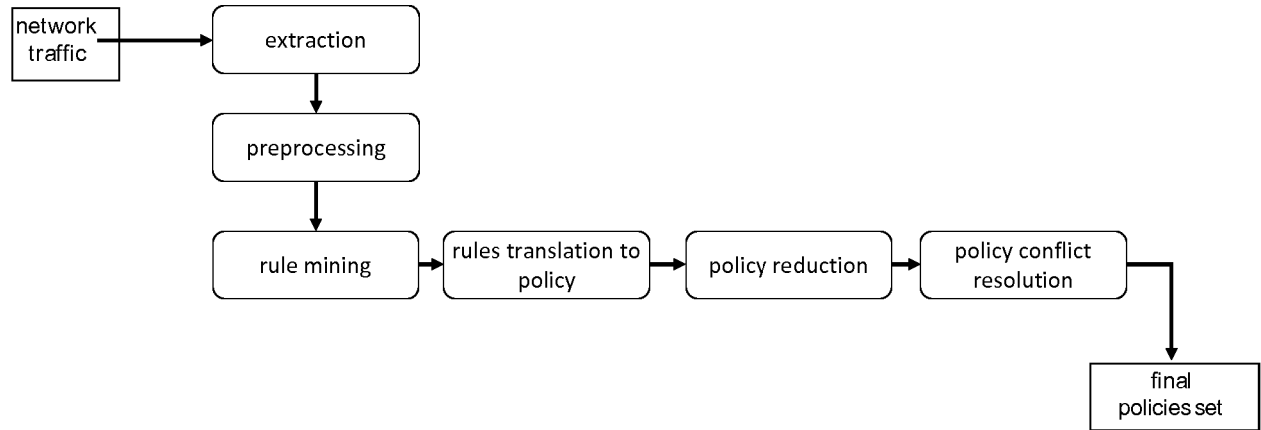 network
traffic
extraction
preprocessing
rule mining
rules translation to
policy
policy reduction
policy conflict
resolution
final
policies set